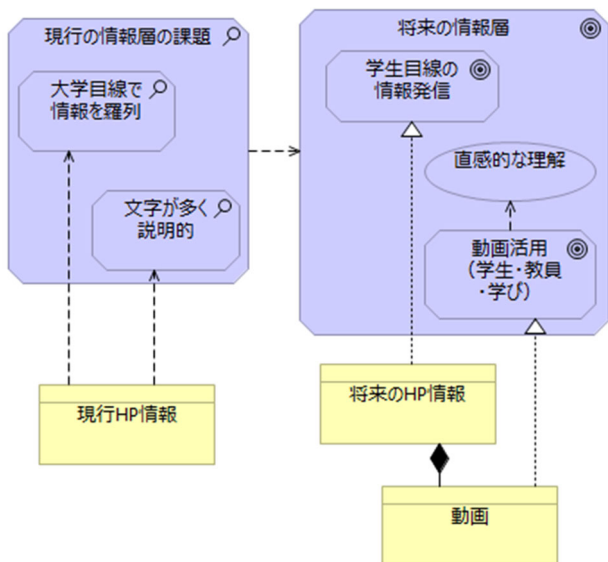 現行の情報層の課題
大学目線で
情報を羅列
文字が多く
説明的
現行HP情報
将来の情報層
学生目線の
情報発信
直感的な理解
動画活用
（学生・教員
・学び）
将来のHP情報
動画